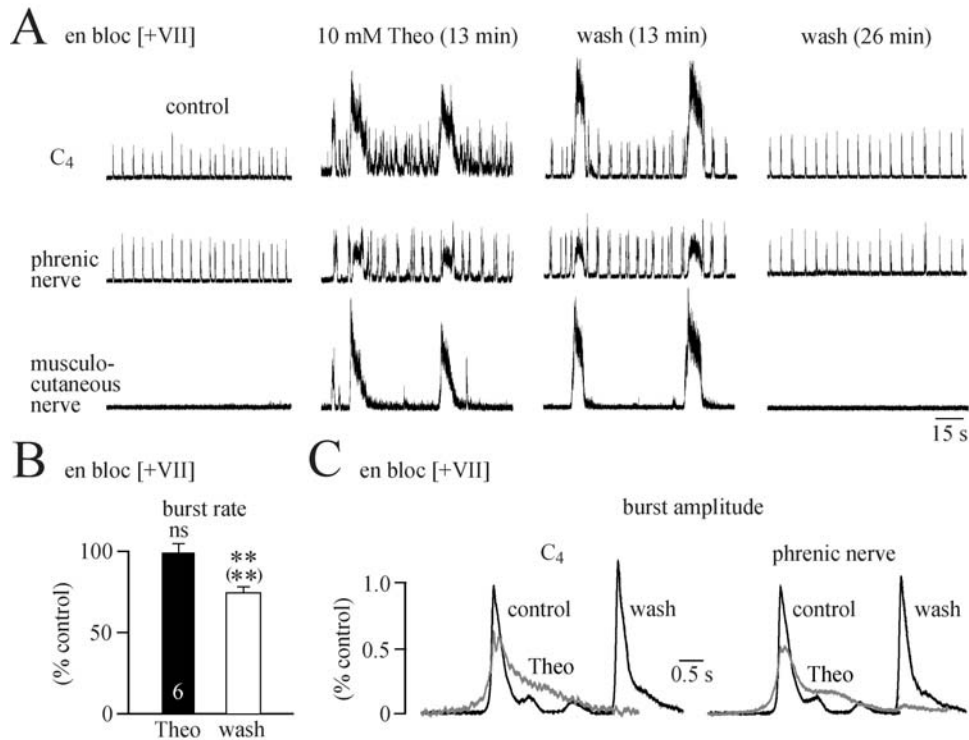 A en bloc [+VII]
10 mM Theo (13 min)
wash (13 min)
wash (26 min)
control
C4
phrenic
nerve
musculo-
cutaneous
nerve
15 s
B en bloc [+VII]
burst rate
ns
**
(**)
100
50
0
(% control)
6
Theo
wash
C en bloc [+VII]
burst amplitude
C4
phrenic nerve
1.0
0.5
0
(% control)
control
wash
Theo
0.5 s
control
wash
Theo